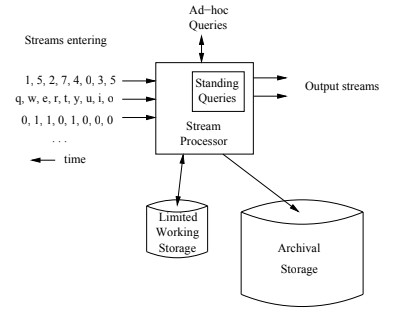 Ad−hoc
Queries
Streams entering
1, 5, 2, 7, 4, 0, 3, 5
q, w, e, r, t, y, u, i, o
0, 1, 1, 0, 1, 0, 0, 0
. . .
time
Standing
Queries
Stream
Processor
Output streams
Limited
Working
Storage
Archival
Storage